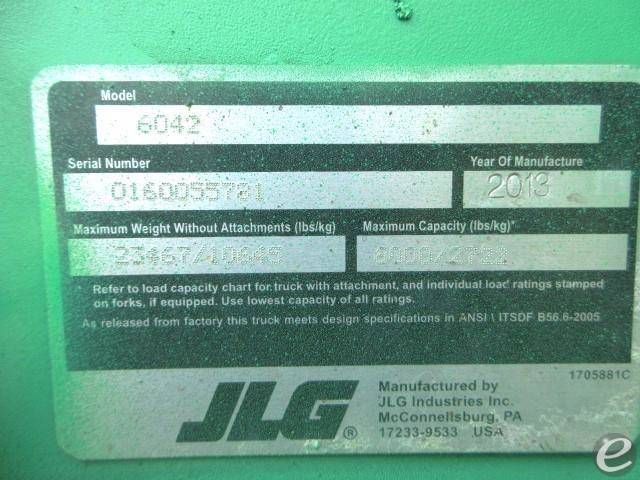 Model
6042
Serial Number
Year Of Manufacture
0160055781
2013
Maximum Weight Without Attachments (lbs/kg)
Maximum Capacity (lbs/kg)*
23467/10645
6000/2722
Refer to load capacity chart for truck with attachment, and individual load ratings stamped
on forks, if equipped. Use lowest capacity of all ratings.
As released from factory this truck meets design specifications in ANSI \ ITSDF B56.6-2005
1705881C
JLG®
Manufactured by
JLG Industries Inc.
McConnellsburg, PA
17233-9533 USA
e